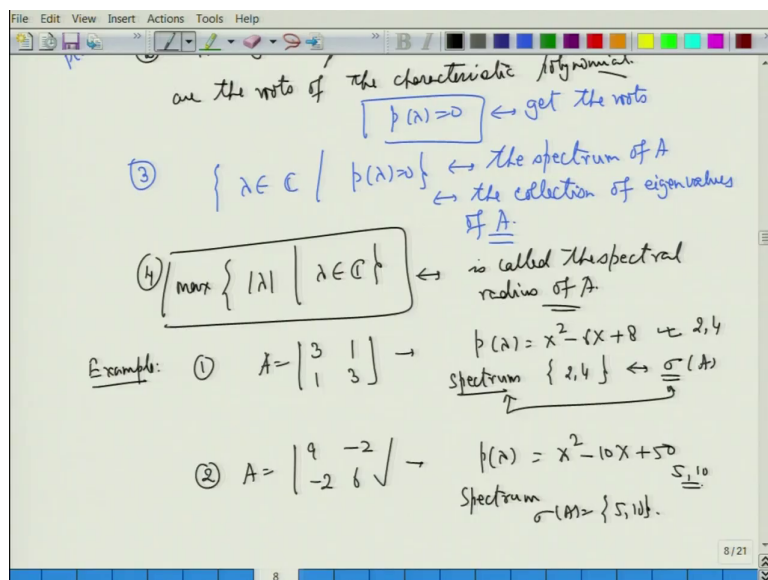 File Edit View Insert Actions Tools Help
are the roots of the characteristic polynomial.
p(λ)=0 ↔ get the roots
③ { λ ∈ ℂ | p(λ)=0 } ↔ the spectrum of A
↔ the collection of eigenvalues
of A.
④ max { |λ| | λ ∈ ℂ } ↔ is called the spectral
radius of A.
Example: ① A = [3 1 → p(λ) = x² - 6x + 8 2, 4
1 3] spectrum { 2, 4 } ↔ σ(A)
② A = [9 -2 → p(λ) = x² - 10x + 50 5, 10
-2 6] Spectrum σ(A) = { 5, 10 }.
8/21
8